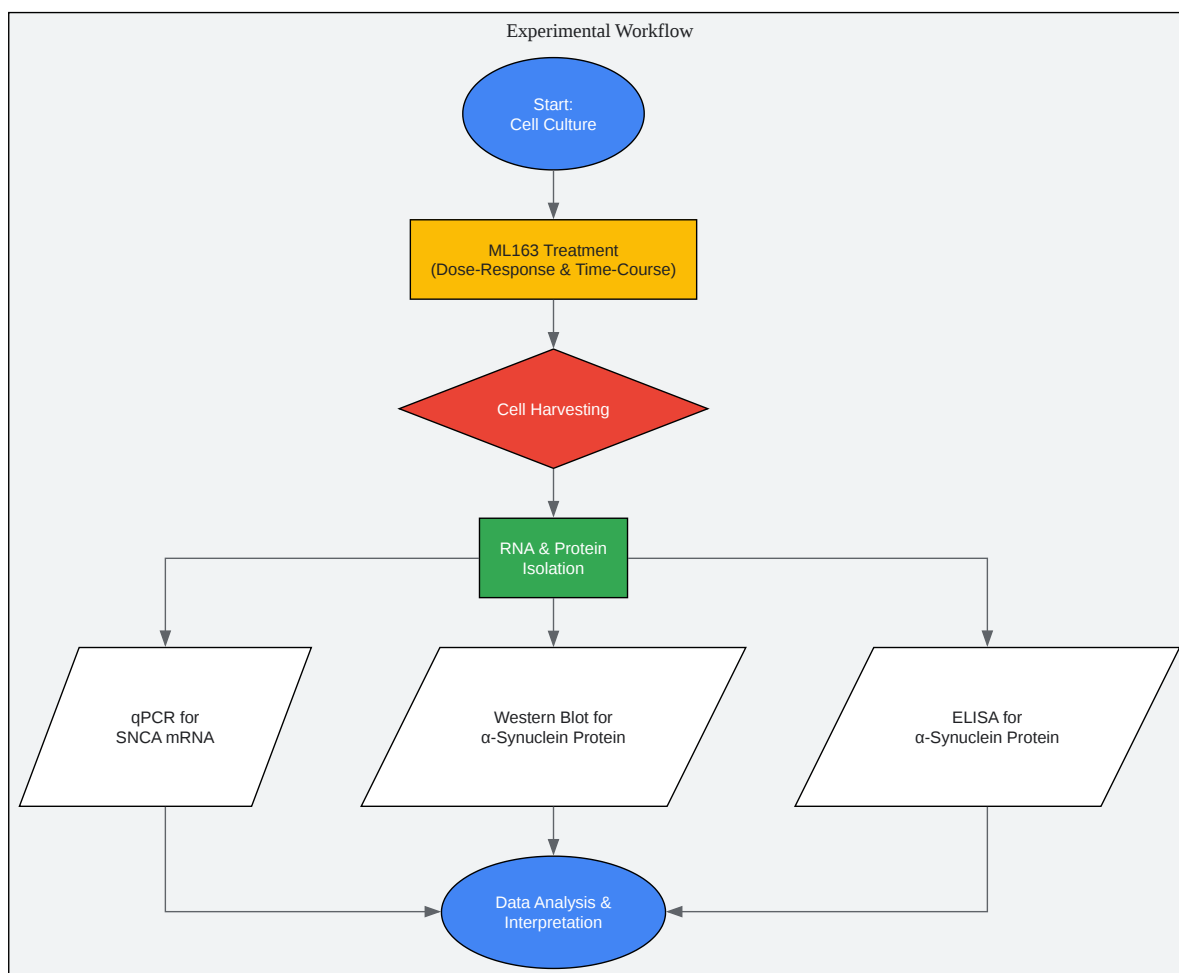 Experimental Workflow
Start:
Cell Culture
ML163 Treatment
(Dose-Response & Time-Course)
Cell Harvesting
RNA & Protein
Isolation
qPCR for
SNCA mRNA
Western Blot for
α-Synuclein Protein
ELISA for
α-Synuclein Protein
Data Analysis &
Interpretation